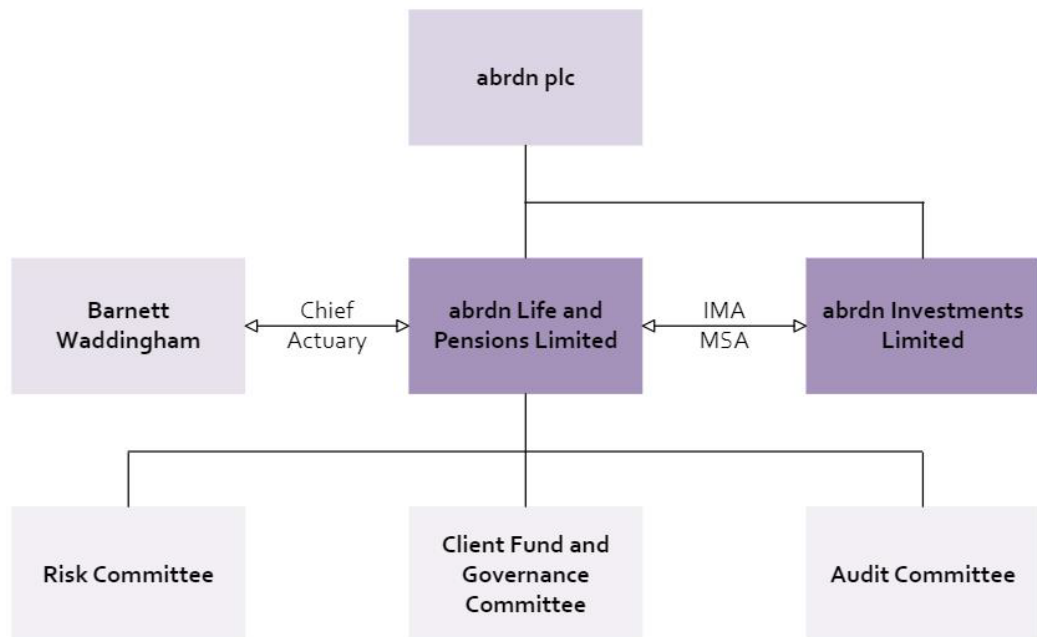 abrdn plc
Barnett
Waddingham
Chief
Actuary
abrdn Life and
Pensions Limited
IMA
MSA
abrdn Investments
Limited
Risk Committee
Client Fund and
Governance
Committee
Audit Committee